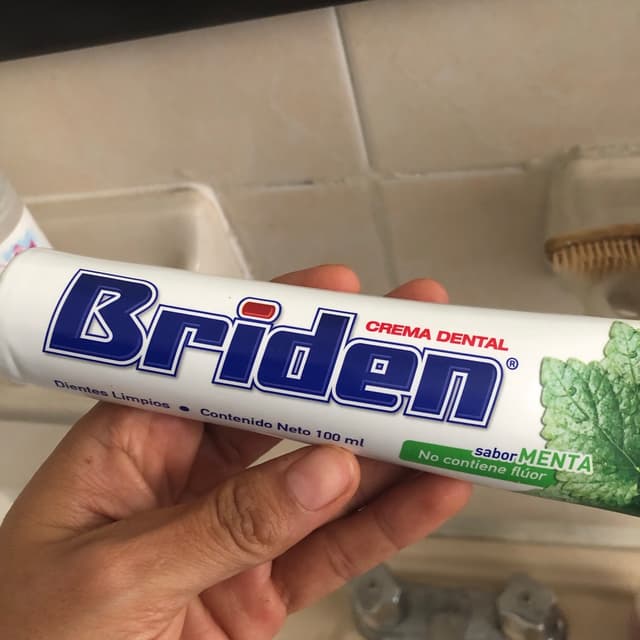 Briden®
CREMA DENTAL
Dientes Limpios • Contenido Neto 100 ml
sabor MENTA
No contiene flúor